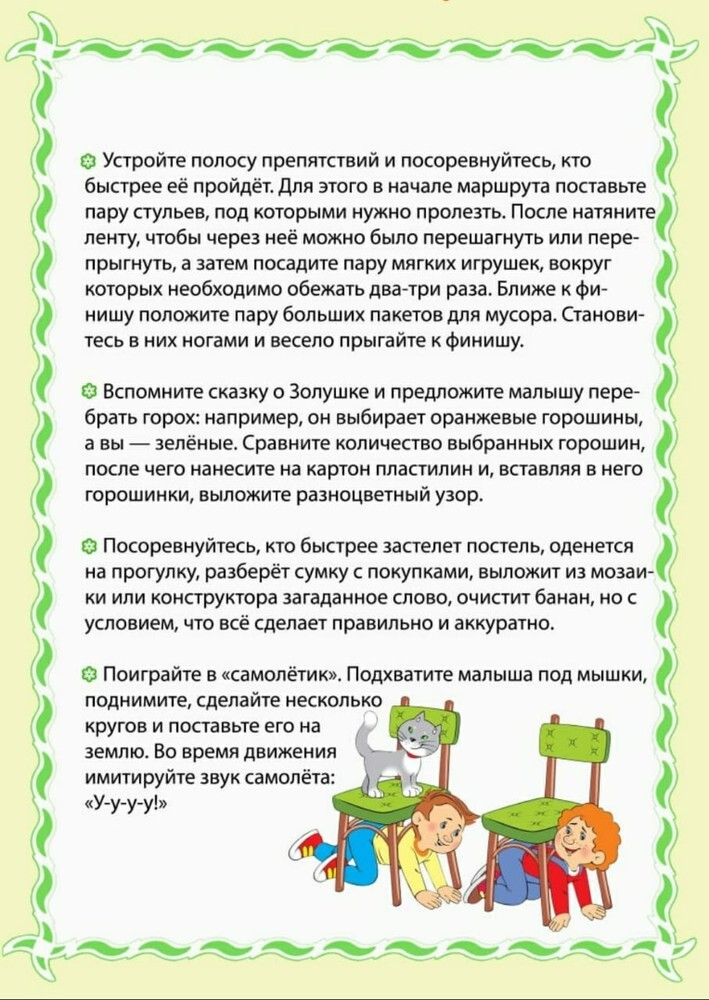 Устройте полосу препятствий и посоревнуйтесь, кто
быстрее её пройдёт. Для этого в начале маршрута поставьте
пару стульев, под которыми нужно пролезть. После натяните
ленту, чтобы через неё можно было перешагнуть или пере-
прыгнуть, а затем посадите пару мягких игрушек, вокруг
которых необходимо обежать два-три раза. Ближе к фи-
нишу положите пару больших пакетов для мусора. Станови-
тесь в них ногами и весело прыгайте к финишу.
Вспомните сказку о Золушке и предложите малышу пере-
брать горох: например, он выбирает оранжевые горошины,
а вы — зелёные. Сравните количество выбранных горошин,
после чего нанесите на картон пластилин и, вставляя в него
горошинки, выложите разноцветный узор.
Посоревнуйтесь, кто быстрее застелет постель, оденется
на прогулку, разберёт сумку с покупками, выложит из мозаи-
ки или конструктора загаданное слово, очистит банан, но с
условием, что всё сделает правильно и аккуратно.
Поиграйте в «самолётик». Подхватите малыша под мышки,
поднимите, сделайте несколько
кругов и поставьте его на
землю. Во время движения
имитируйте звук самолёта:
«У-у-у-у!»